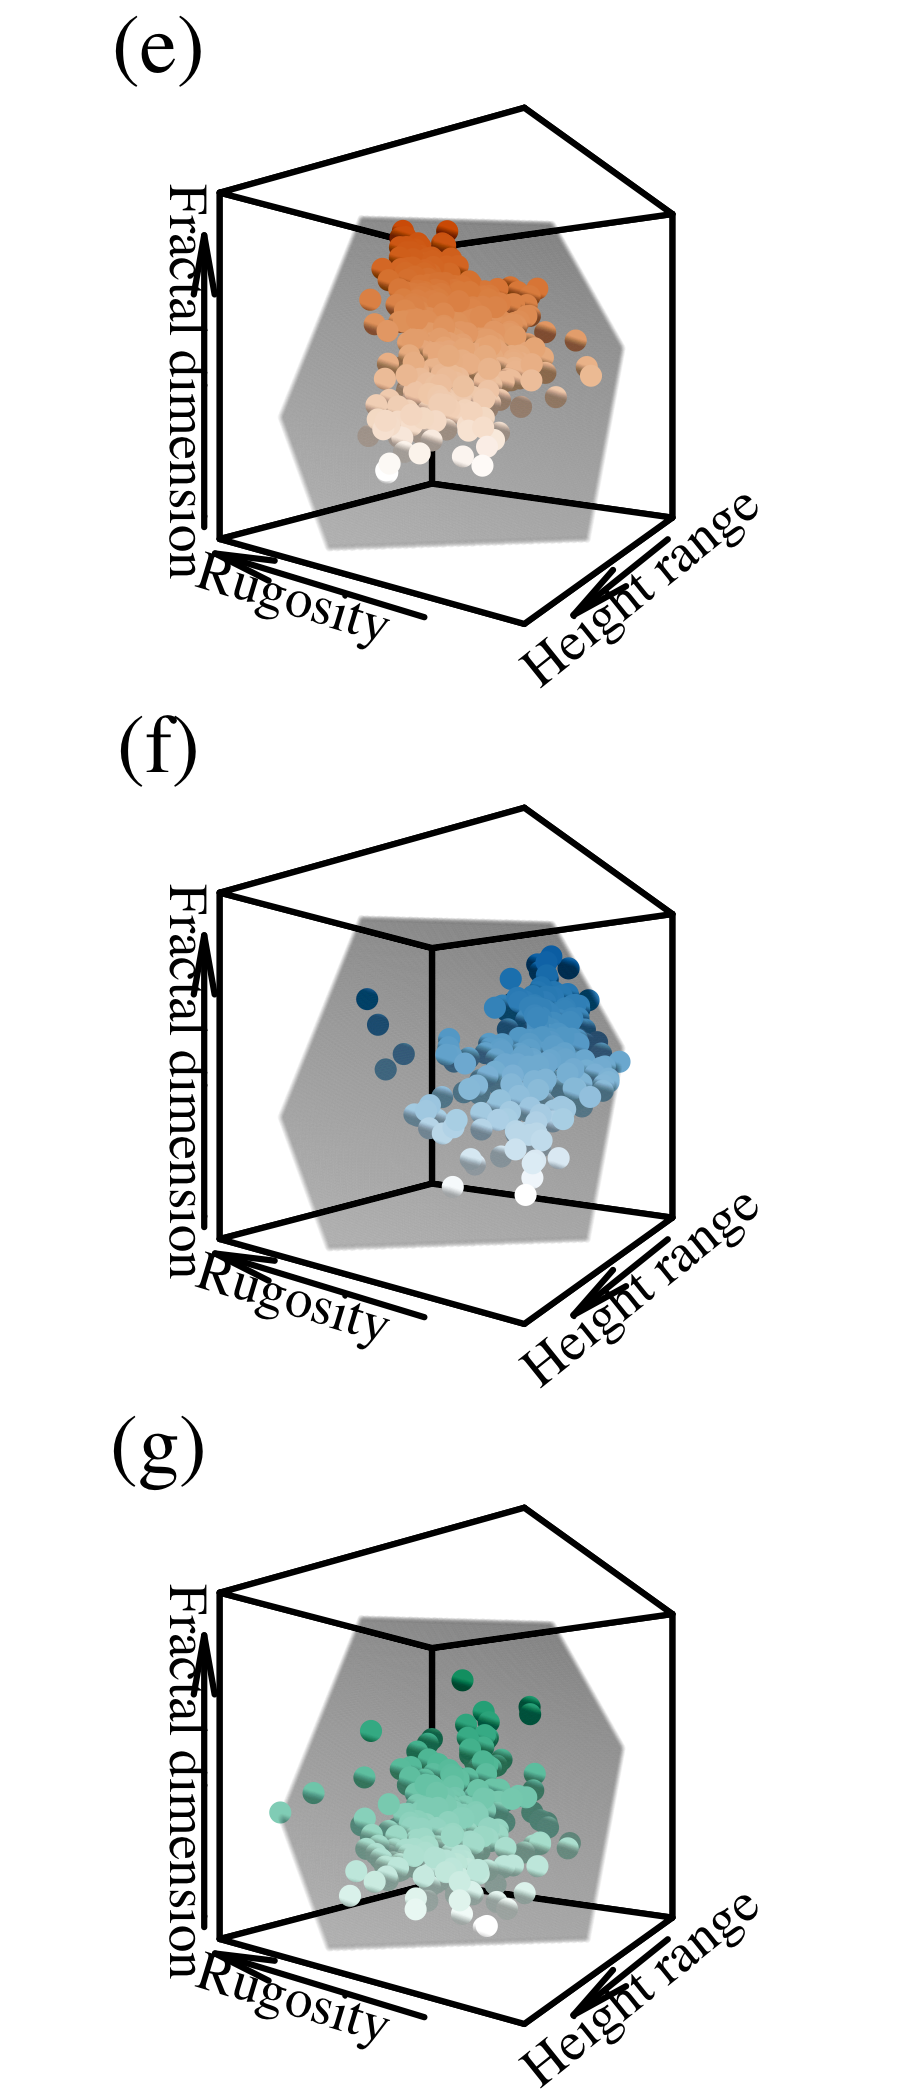 (e)
Fractal dimension
Rugosity
Height range
(f)
Fractal dimension
Rugosity
Height range
(g)
Fractal dimension
Rugosity
Height range